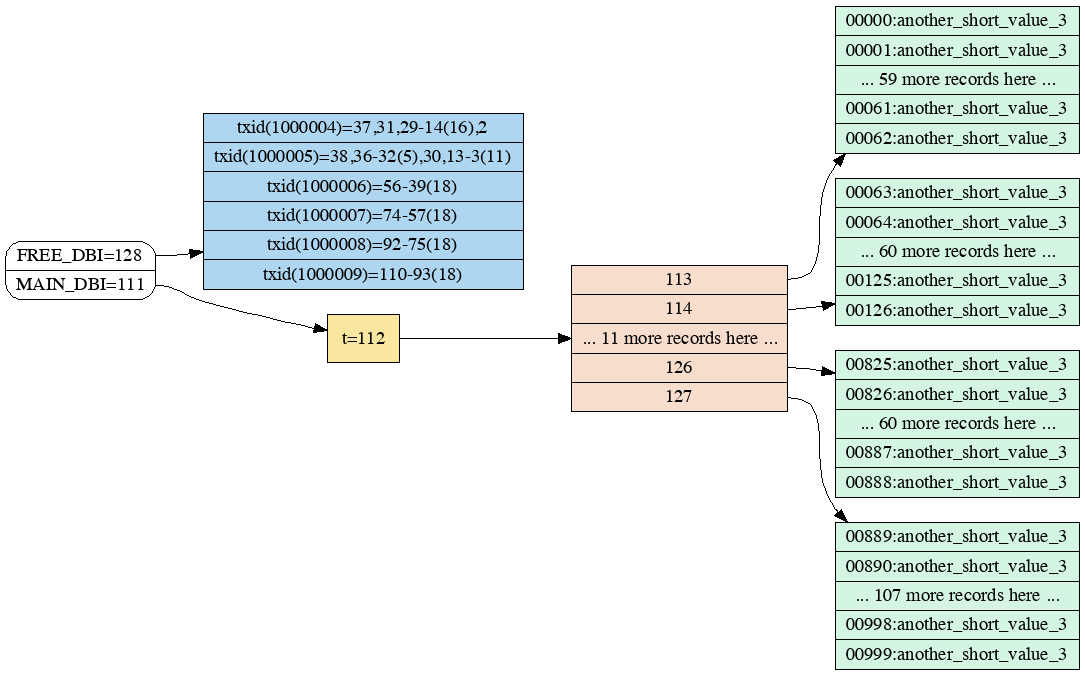 FREE_DBI=128
MAIN_DBI=111
txid(1000004)=37,31,29-14(16),2
txid(1000005)=38,36-32(5),30,13-3(11)
txid(1000006)=56-39(18)
txid(1000007)=74-57(18)
txid(1000008)=92-75(18)
txid(1000009)=110-93(18)
t=112
113
114
... 11 more records here ...
126
127
00000:another_short_value_3
00001:another_short_value_3
... 59 more records here ...
00061:another_short_value_3
00062:another_short_value_3
00063:another_short_value_3
00064:another_short_value_3
... 60 more records here ...
00125:another_short_value_3
00126:another_short_value_3
00825:another_short_value_3
00826:another_short_value_3
... 60 more records here ...
00887:another_short_value_3
00888:another_short_value_3
00889:another_short_value_3
00890:another_short_value_3
... 107 more records here ...
00998:another_short_value_3
00999:another_short_value_3